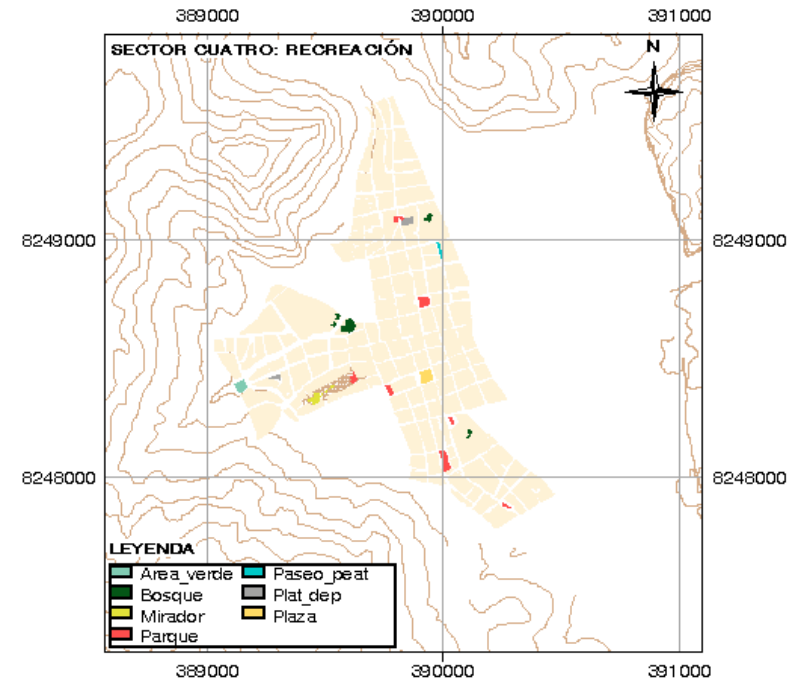 389000 390000 391000
SECTOR CUATRO: RECREACIÓN
N
8249000 8249000
8248000 8248000
LEYENDA
Area_verde Paseo_peat
Bosque Plat_dep
Mirador Plaza
Parque
389000 390000 391000